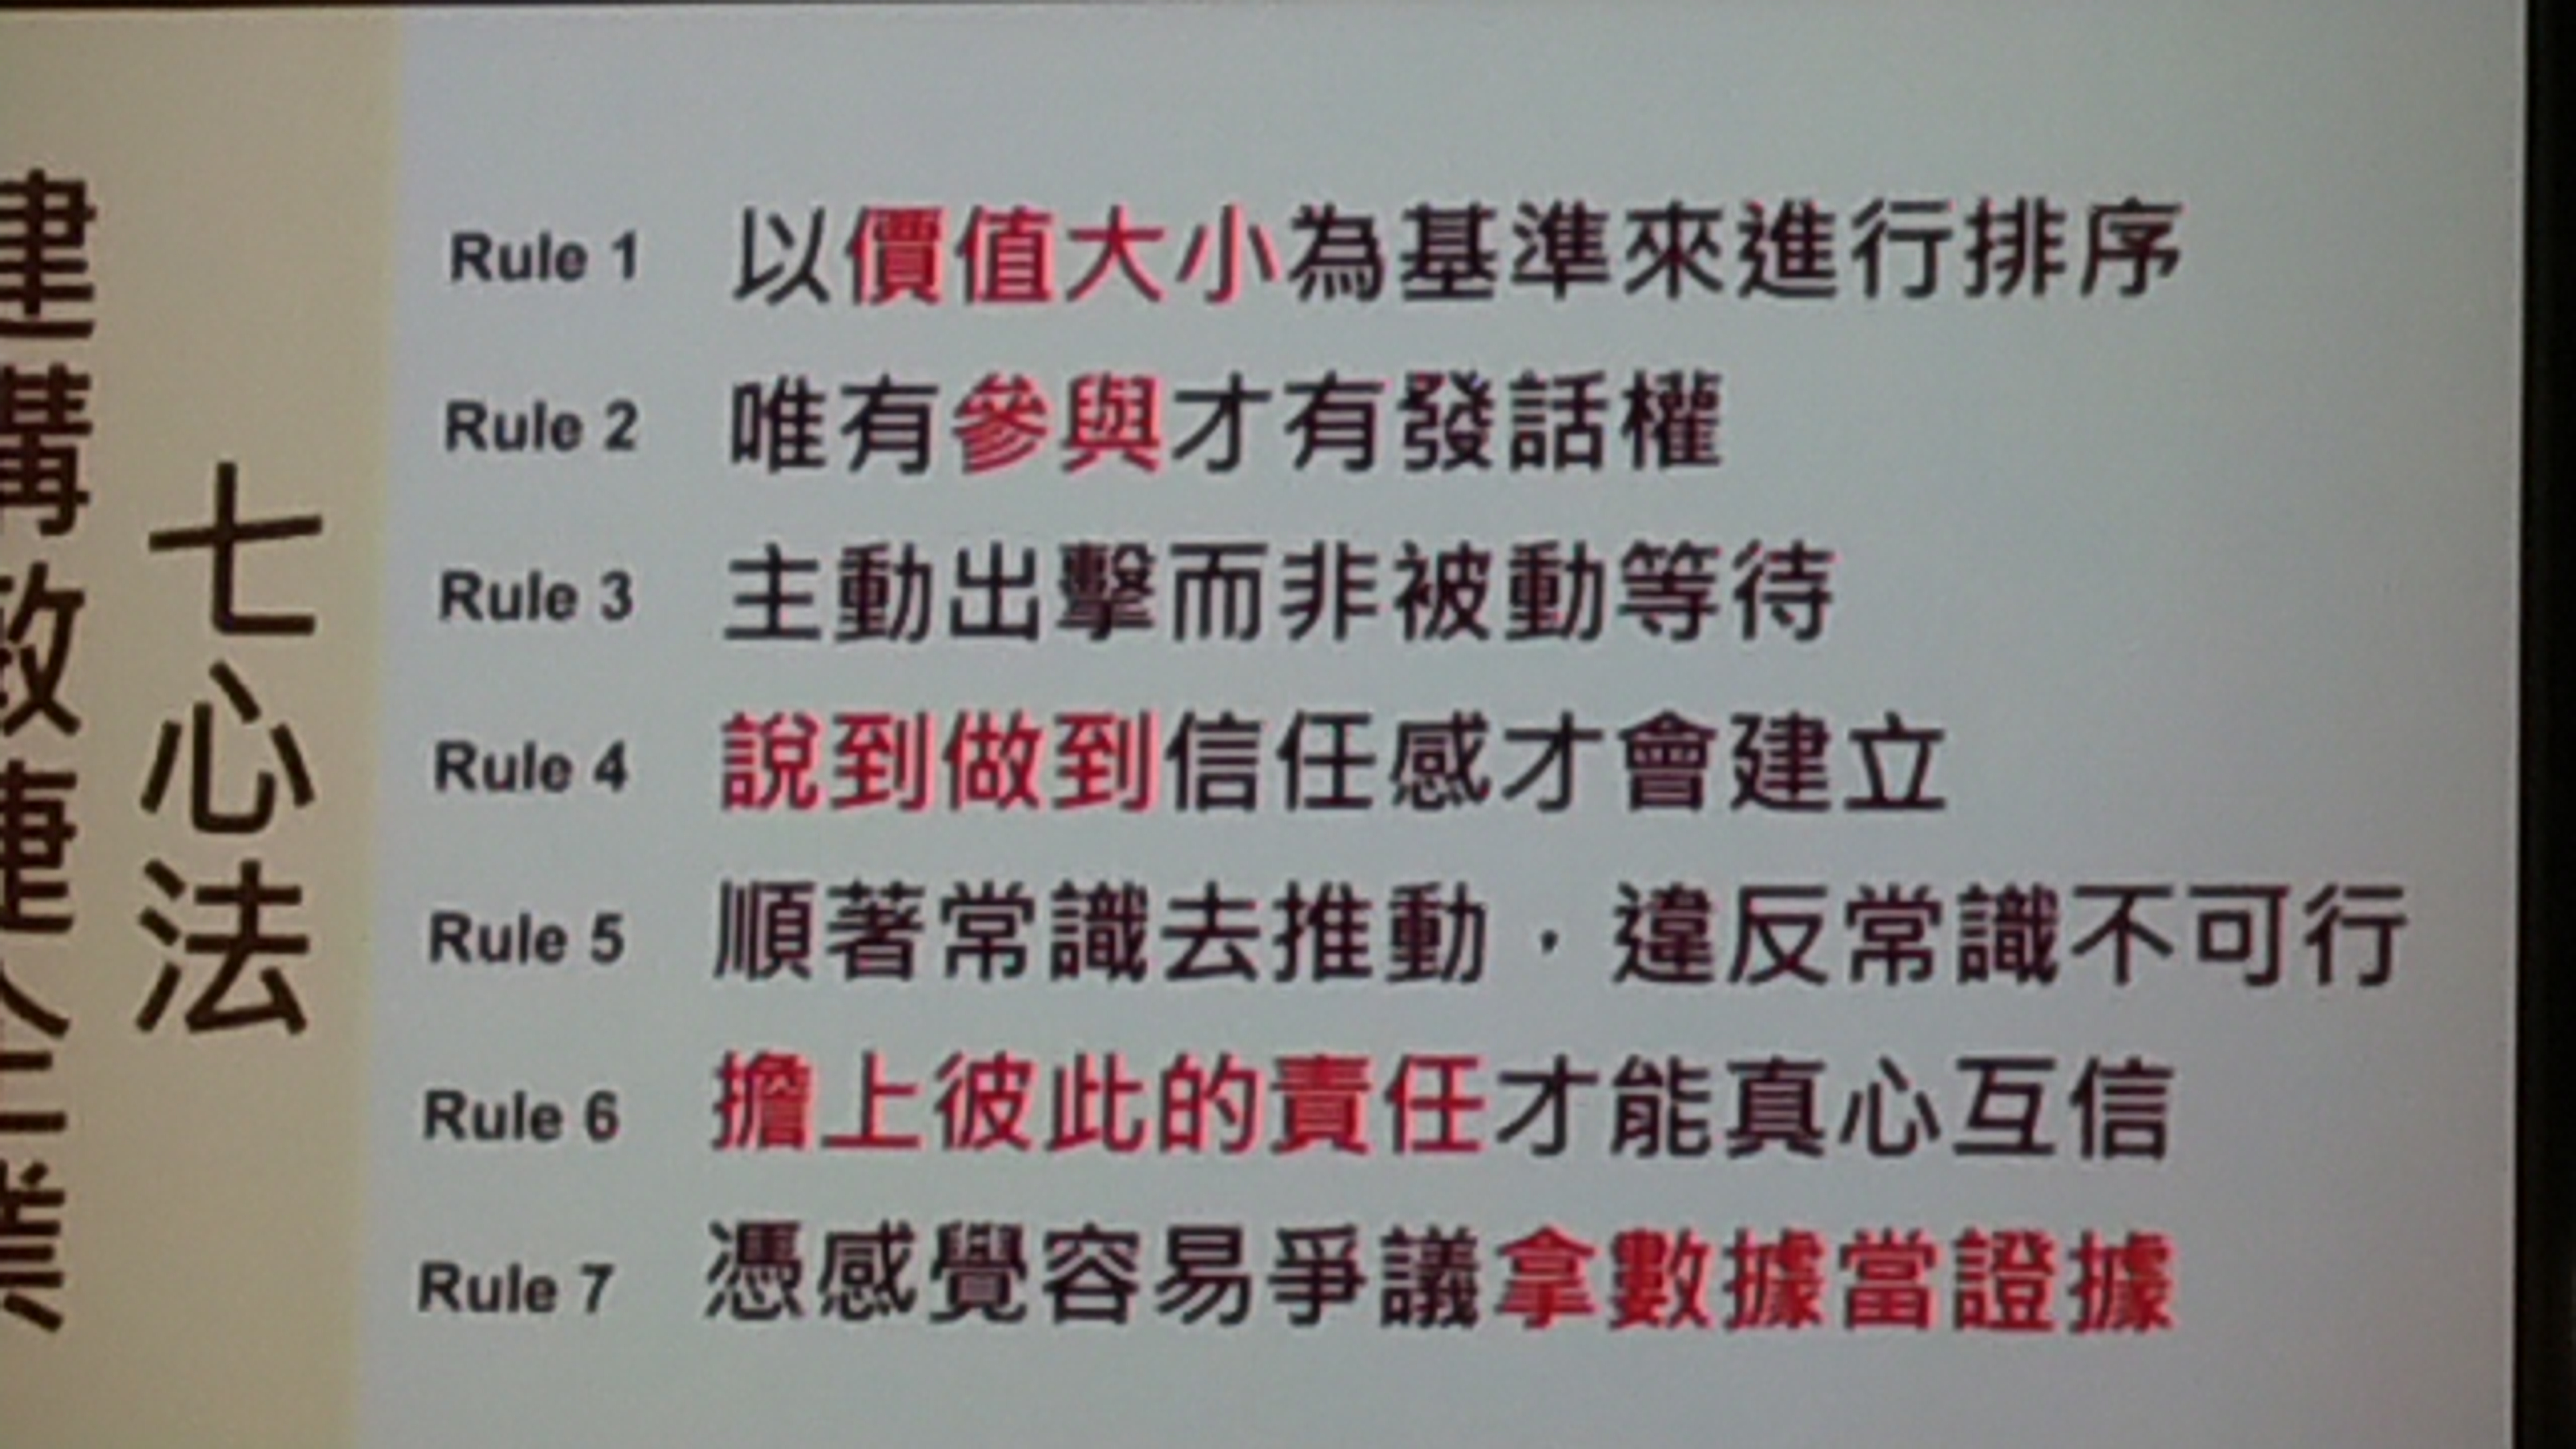 建構敏捷企業
七心法
Rule 1 以價值大小為基準來進行排序
Rule 2 唯有參與才有發話權
Rule 3 主動出擊而非被動等待
Rule 4 說到做到信任感才會建立
Rule 5 順著常識去推動，違反常識不可行
Rule 6 擔上彼此的責任才能真心互信
Rule 7 憑感覺容易爭議拿數據當證據